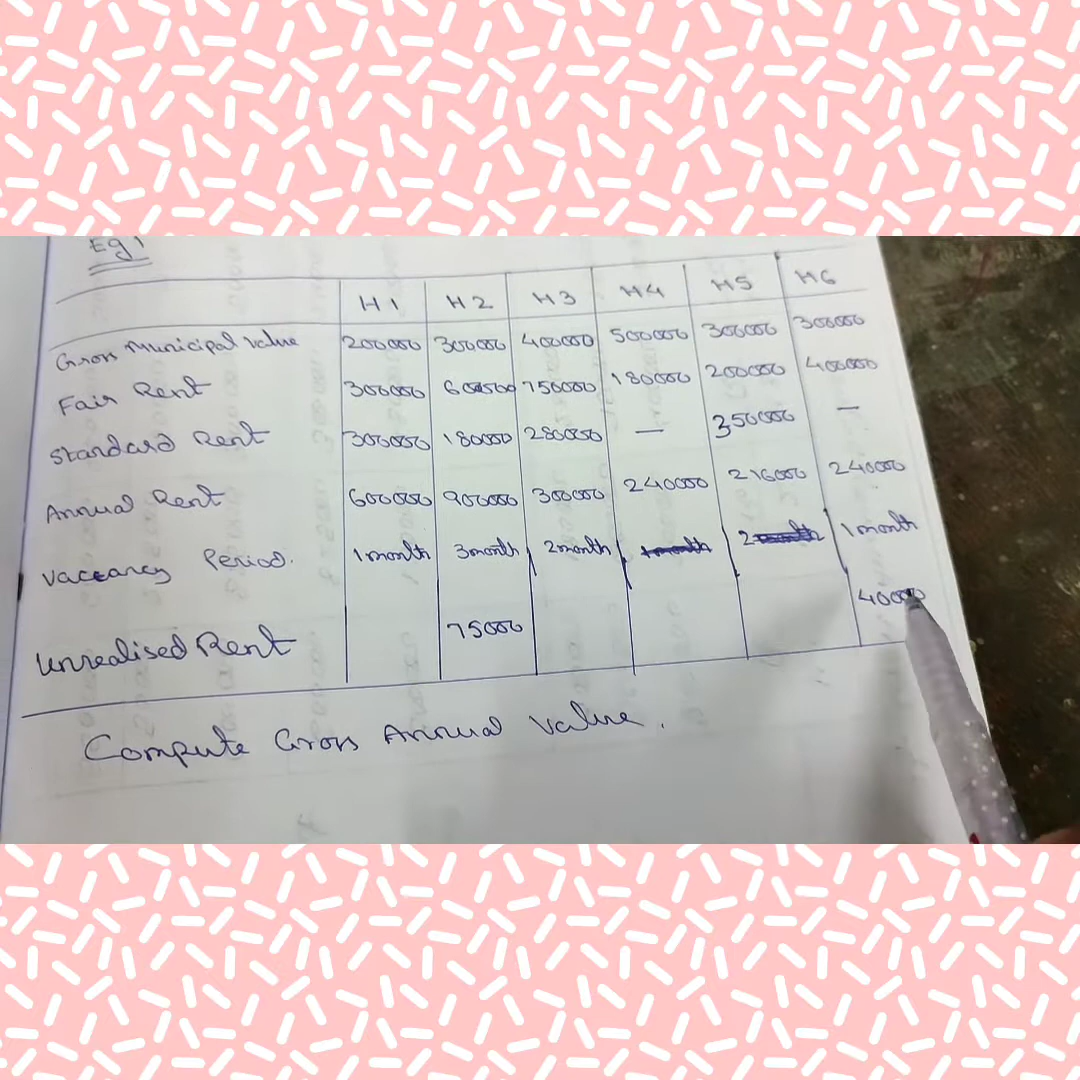 Eg 1
H1 H2 H3 H4 H5 H6
Gross Municipal Value 200000 300000 400000 500000 300000 300000
Fair Rent 300000 600000 750000 180000 200000 400000
Standard Rent 300000 180000 280000 — 350000 —
Annual Rent 600000 900000 300000 240000 216000 240000
Vaccancy Period. 1 month 3 month 2 month 2 1 month
Unrealised Rent 75000 40000
Compute Gross Annual Value.